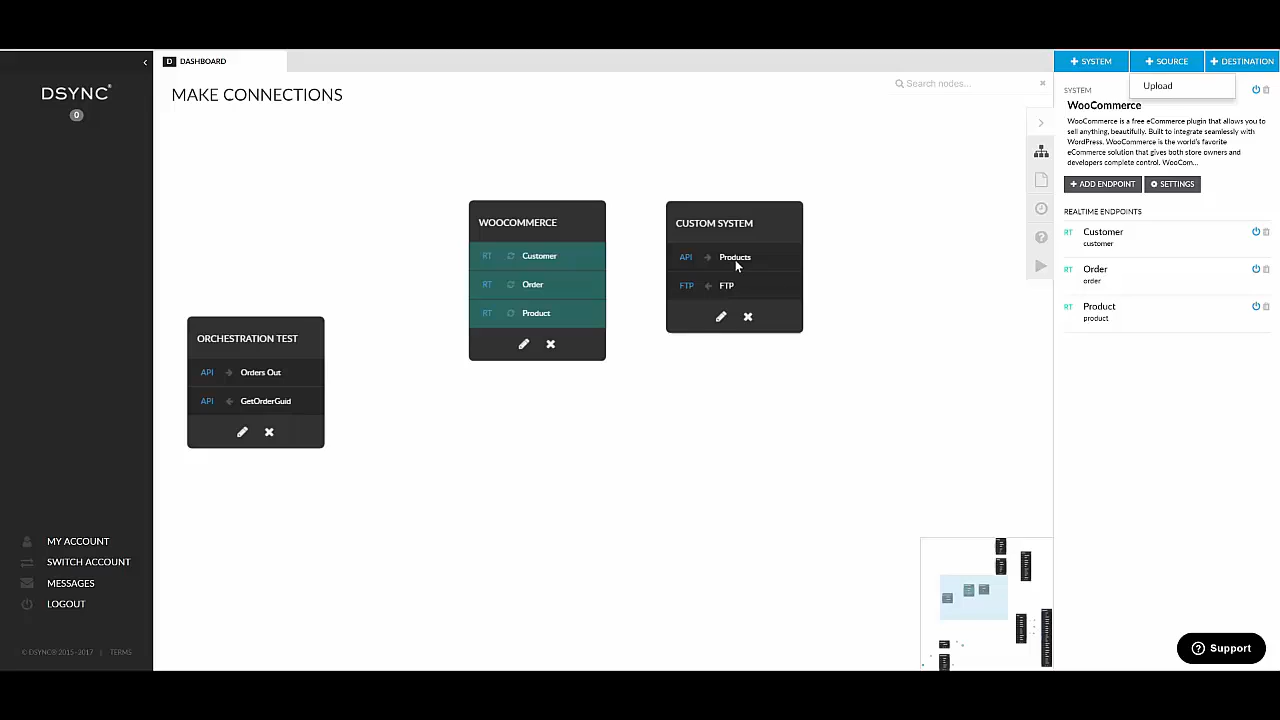 DSYNC
0
MY ACCOUNT
SWITCH ACCOUNT
MESSAGES
LOGOUT
© DSYNC® 2015-2017 | TERMS
D DASHBOARD
MAKE CONNECTIONS
Search nodes...
ORCHESTRATION TEST
API Orders Out
API GetOrderGuid
WOOCOMMERCE
RT Customer
RT Order
RT Product
CUSTOM SYSTEM
API Products
FTP FTP
+ SYSTEM
+ SOURCE
+ DESTINATION
Upload
SYSTEM
WooCommerce
WooCommerce is a free eCommerce plugin that allows you to
sell anything, beautifully. Built to integrate seamlessly with
WordPress, WooCommerce is the world's favorite
eCommerce solution that gives both store owners and
developers complete control. WooCom...
+ ADD ENDPOINT
SETTINGS
REALTIME ENDPOINTS
RT Customer
customer
RT Order
order
RT Product
product
Support